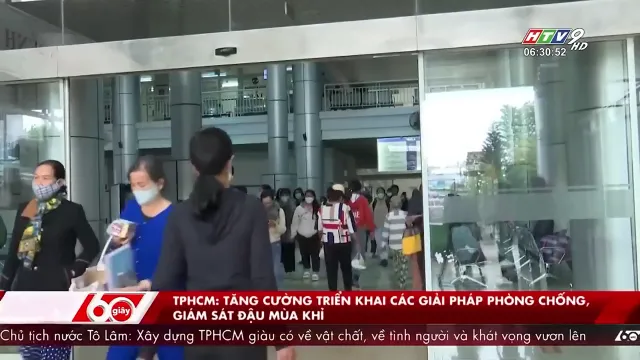 HTV9 HD
06:30:52
60 giây
TPHCM: TĂNG CƯỜNG TRIỂN KHAI CÁC GIẢI PHÁP PHÒNG CHỐNG,
GIÁM SÁT ĐẬU MÙA KHỈ
Chủ tịch nước Tô Lâm: Xây dựng TPHCM giàu có về vật chất, về tình người và khát vọng vươn lên